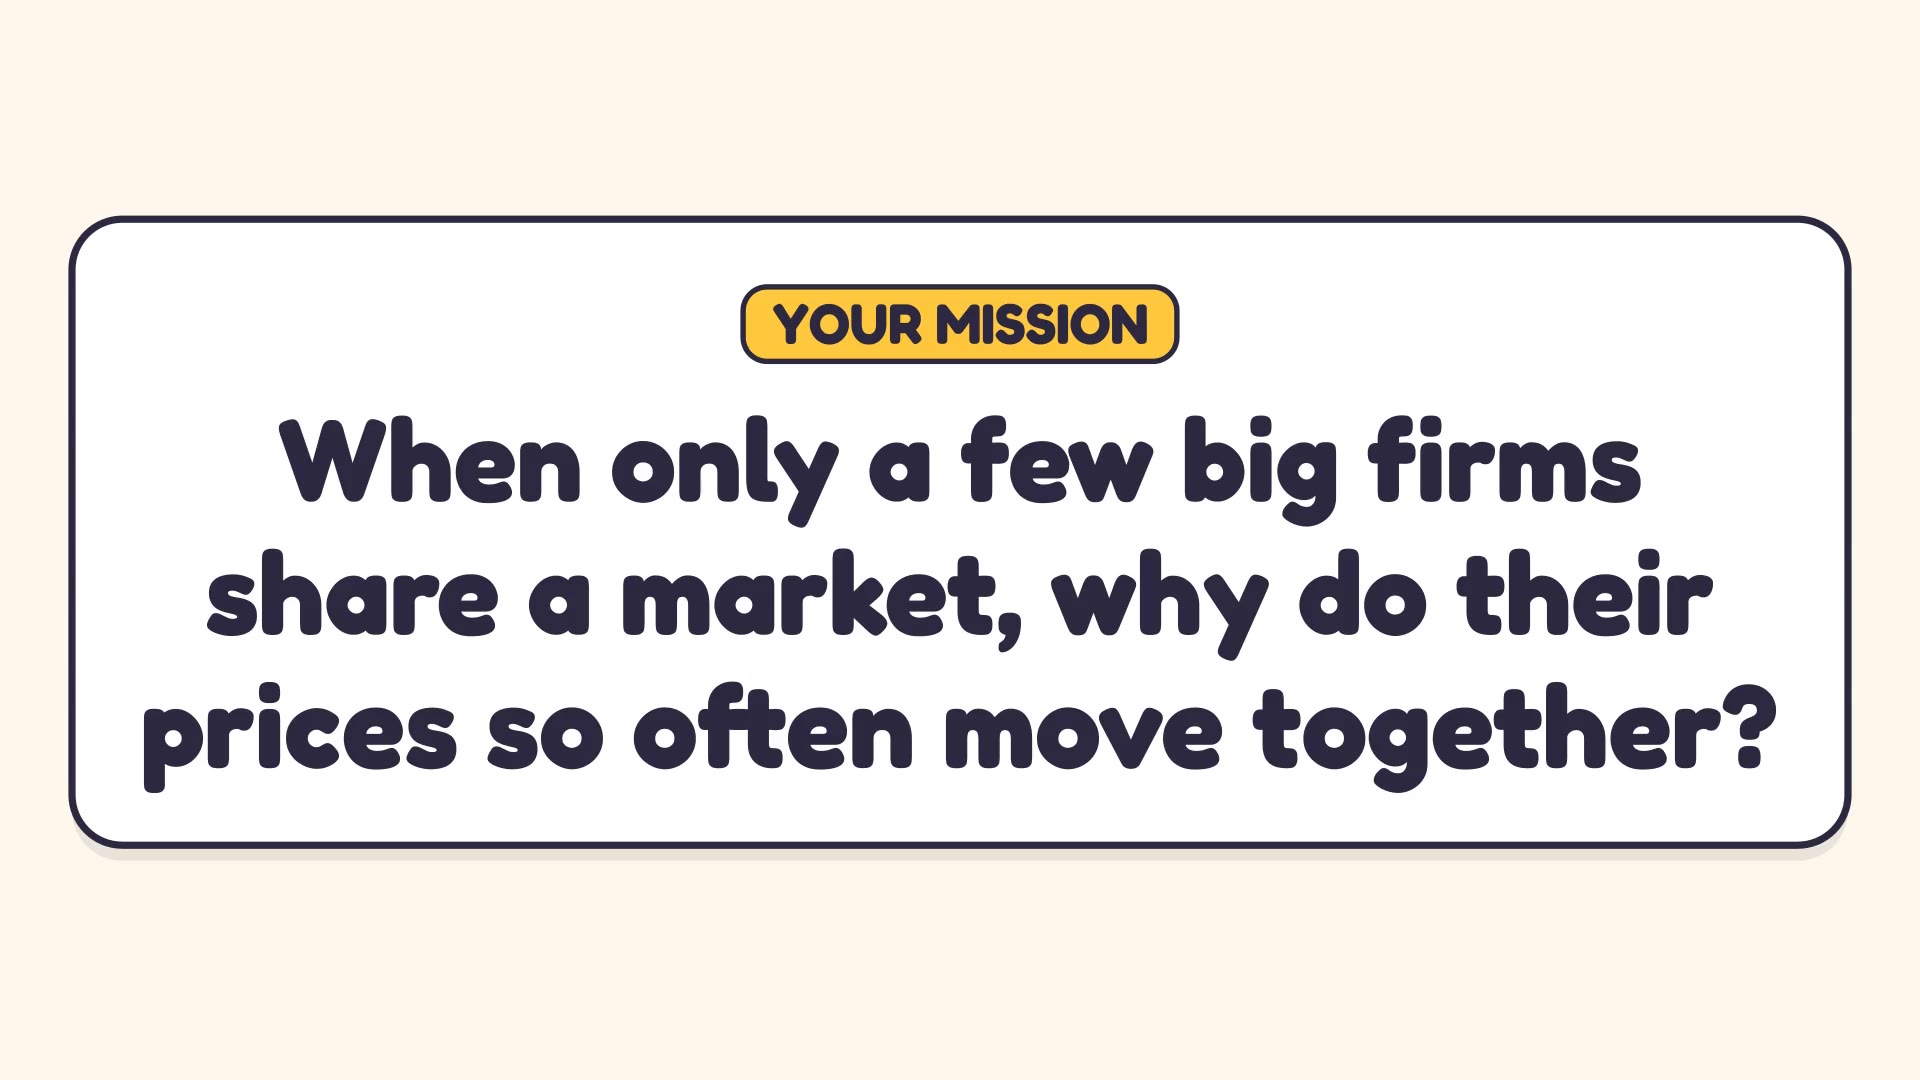 YOUR MISSION
When only a few big firms
share a market, why do their
prices so often move together?